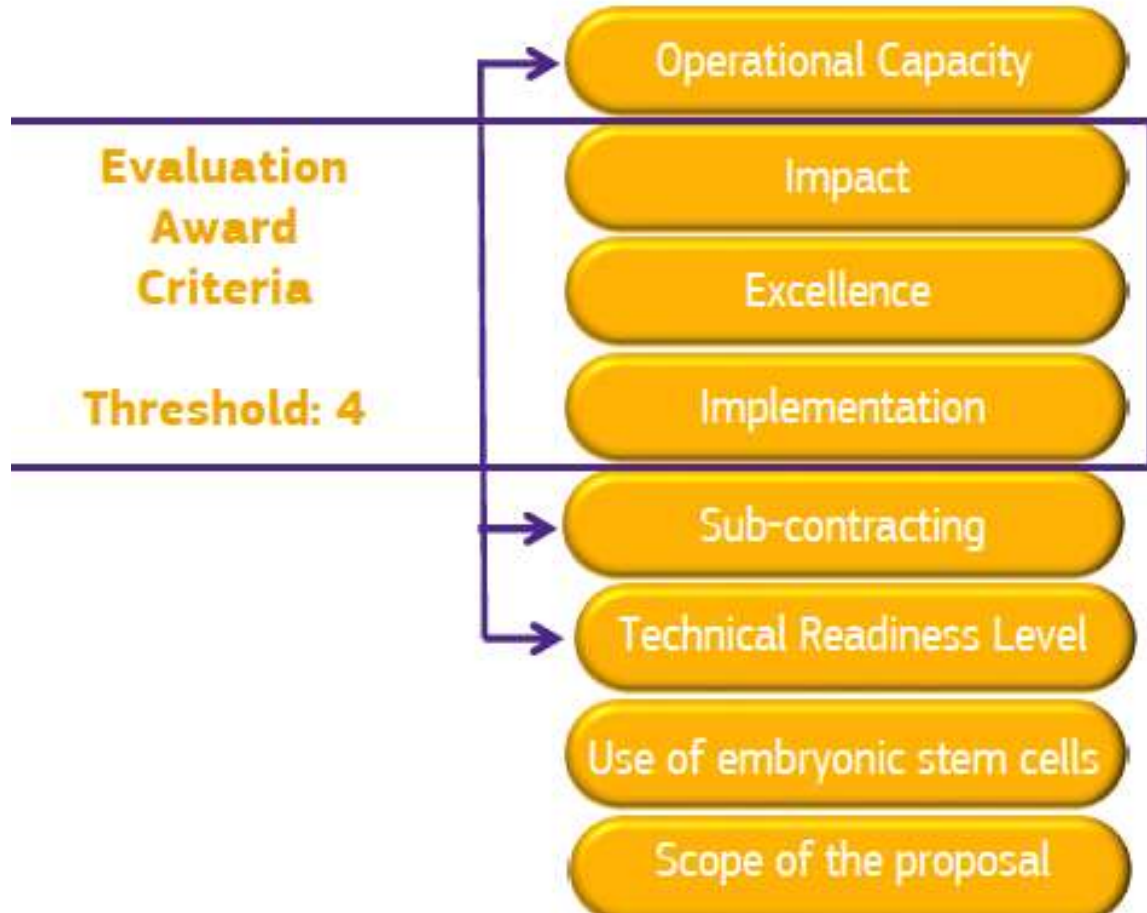 Operational Capacity
Evaluation
Award
Criteria
Threshold: 4
Impact
Excellence
Implementation
Sub-contracting
Technical Readiness Level
Use of embryonic stem cells
Scope of the proposal